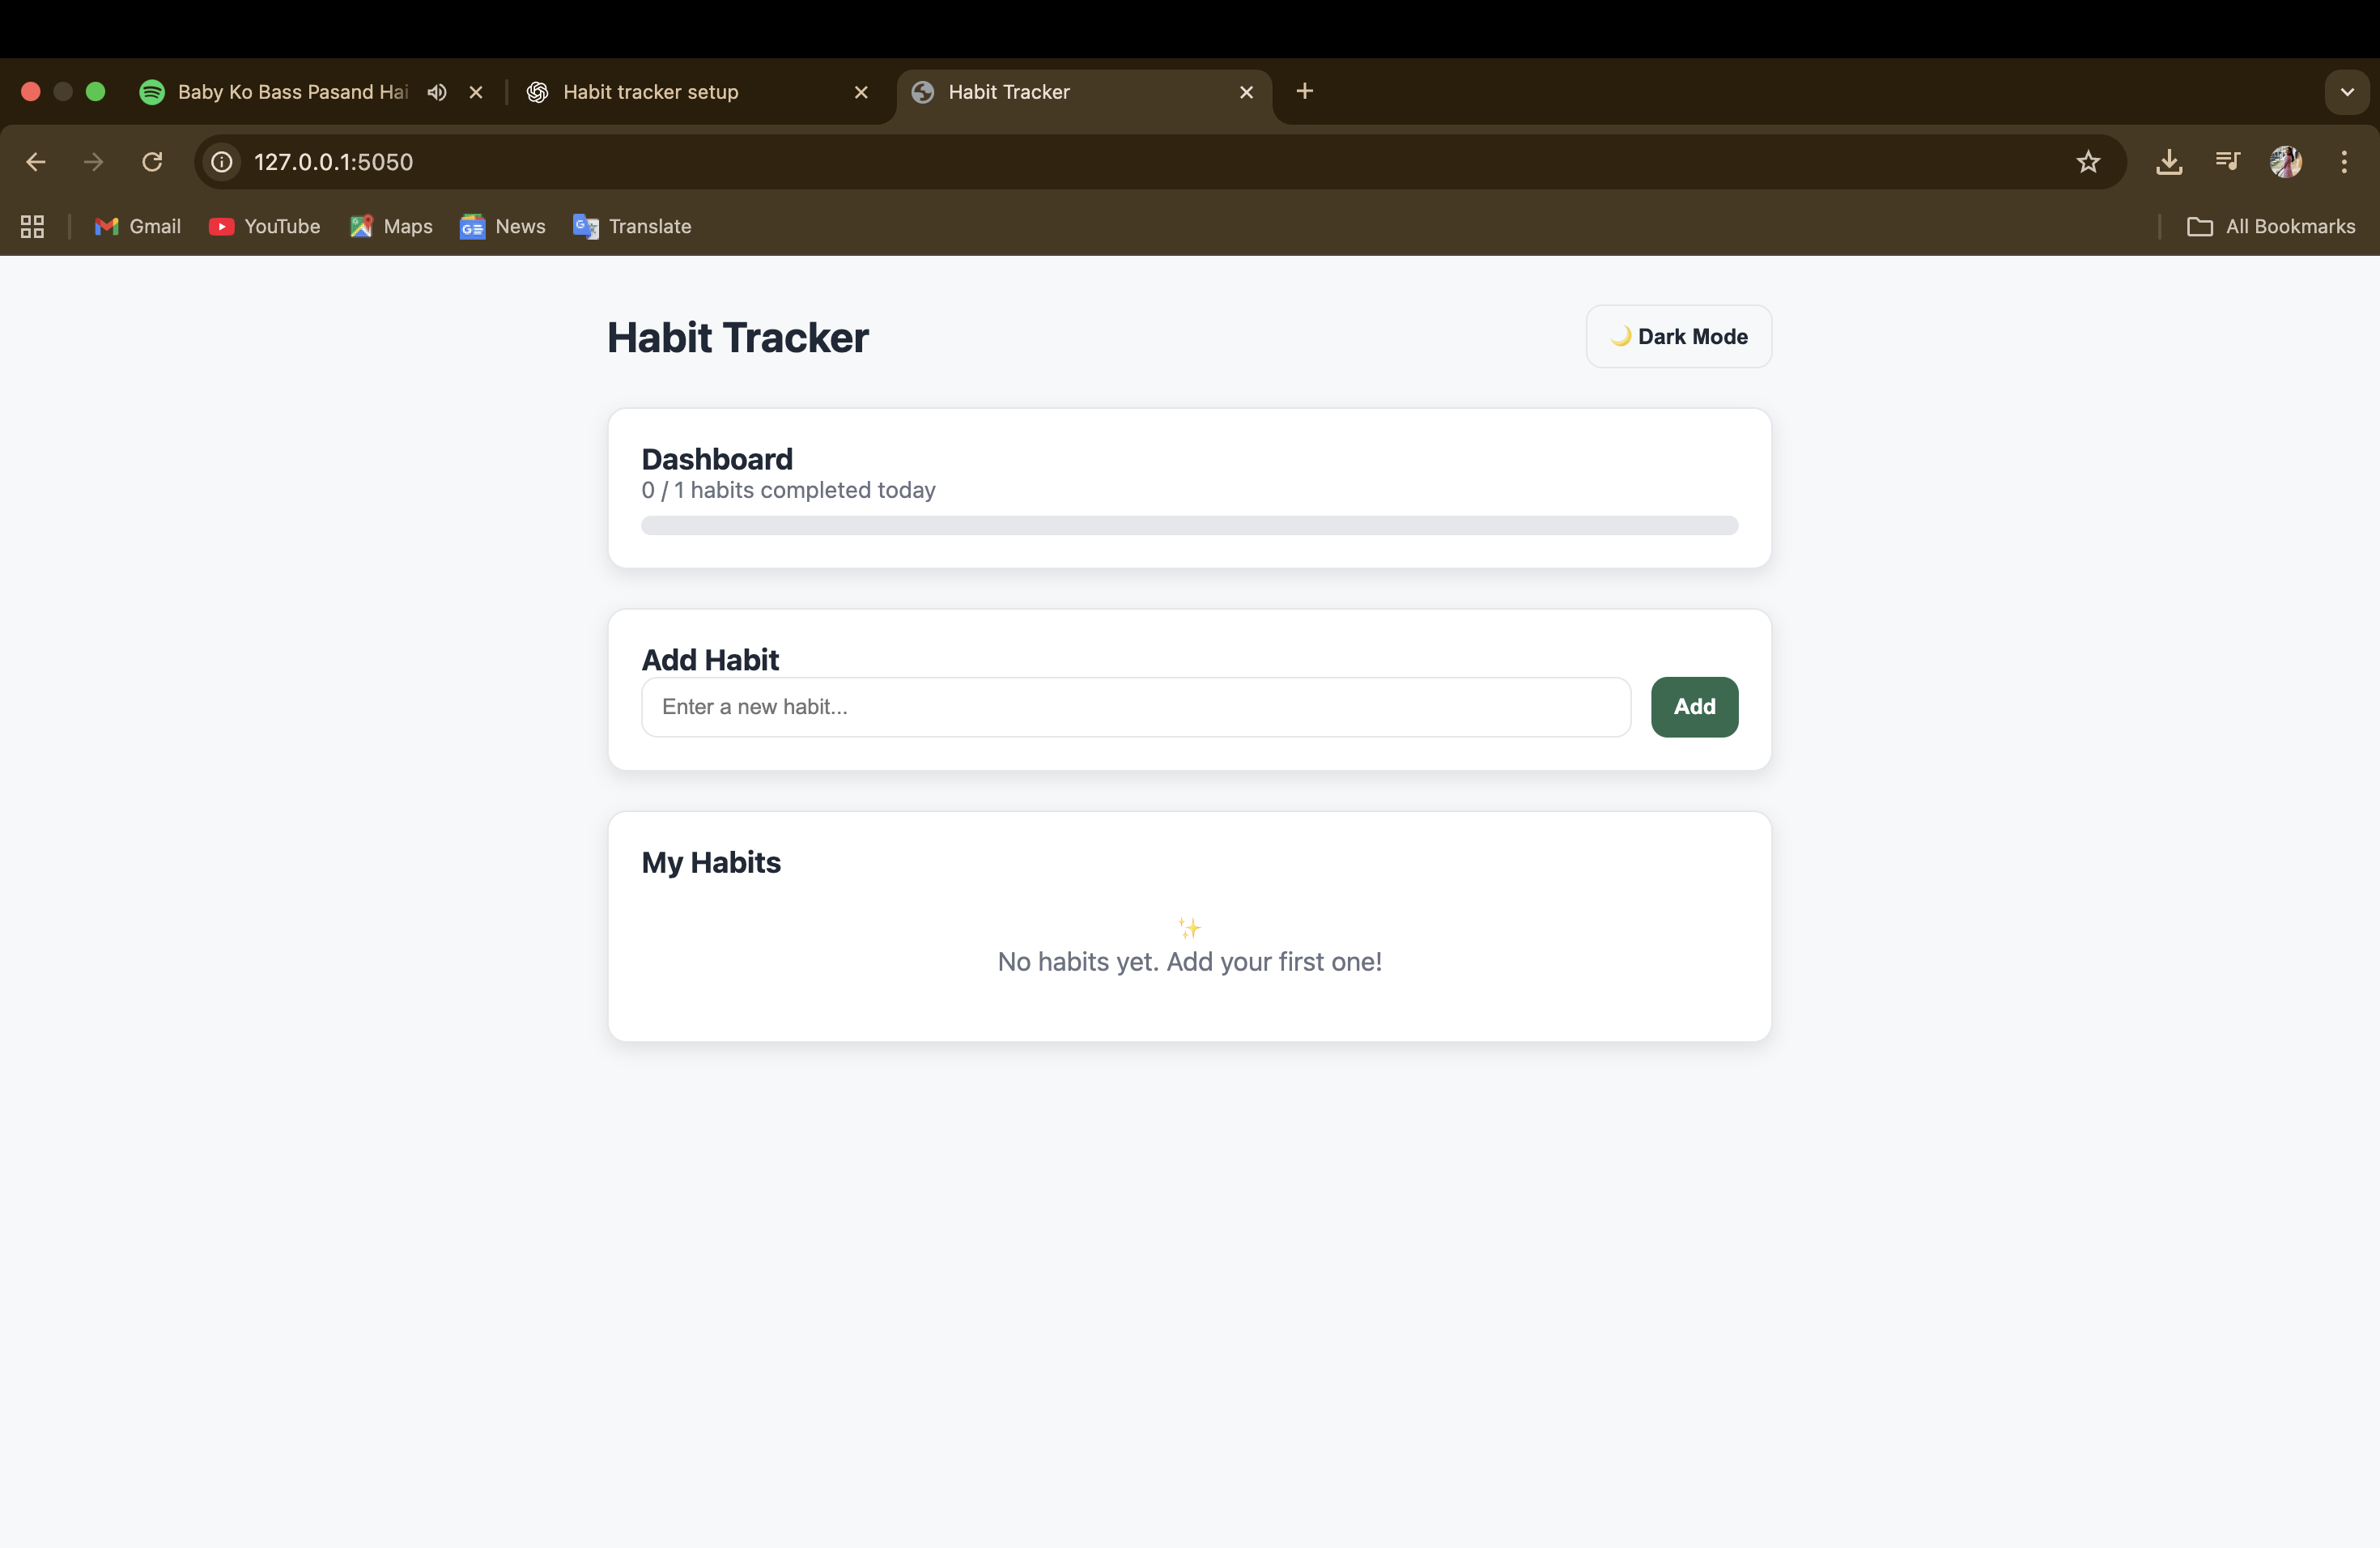 Baby Ko Bass Pasand Hai
Habit tracker setup
Habit Tracker
127.0.0.1:5050
Gmail
YouTube
Maps
News
Translate
All Bookmarks
Habit Tracker
🌙 Dark Mode
Dashboard
0 / 1 habits completed today
Add Habit
Enter a new habit...
Add
My Habits
✨
No habits yet. Add your first one!